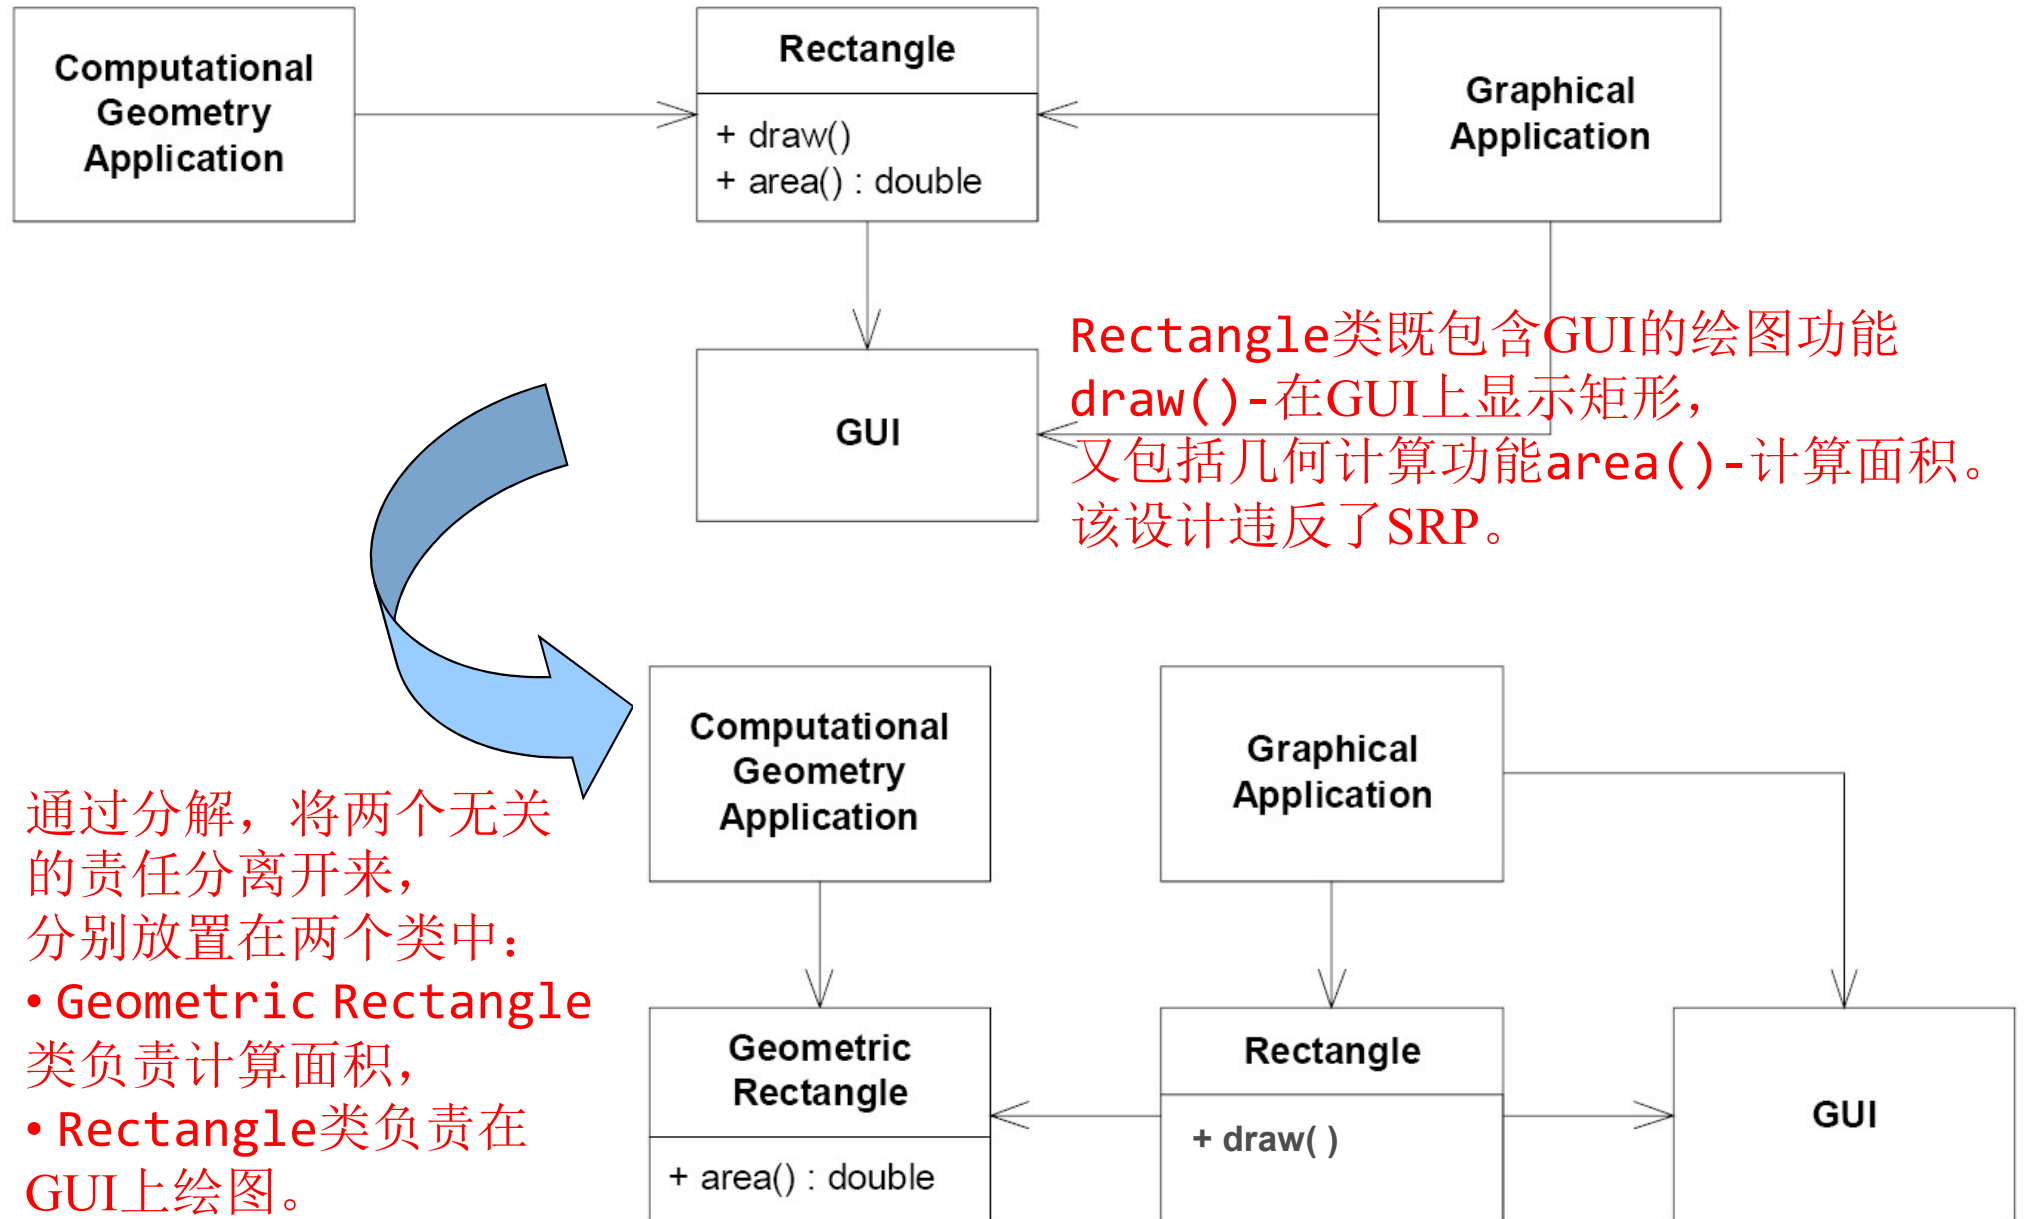 Computational
Geometry
Application
Rectangle
+ draw()
+ area() : double
Graphical
Application
GUI
Rectangle类既包含GUI的绘图功能
draw()-在GUI上显示矩形，
又包括几何计算功能area()-计算面积。
该设计违反了SRP。
通过分解，将两个无关
的责任分离开来，
分别放置在两个类中：
• Geometric Rectangle
类负责计算面积，
• Rectangle类负责在
GUI上绘图。
Computational
Geometry
Application
Graphical
Application
Geometric
Rectangle
+ area() : double
Rectangle
+ draw( )
GUI